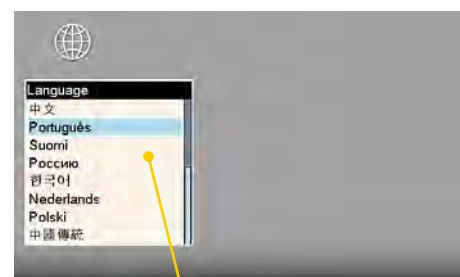 Language
中文
Português
Suomi
Россию
한국어
Nederlands
Polski
中國傳統